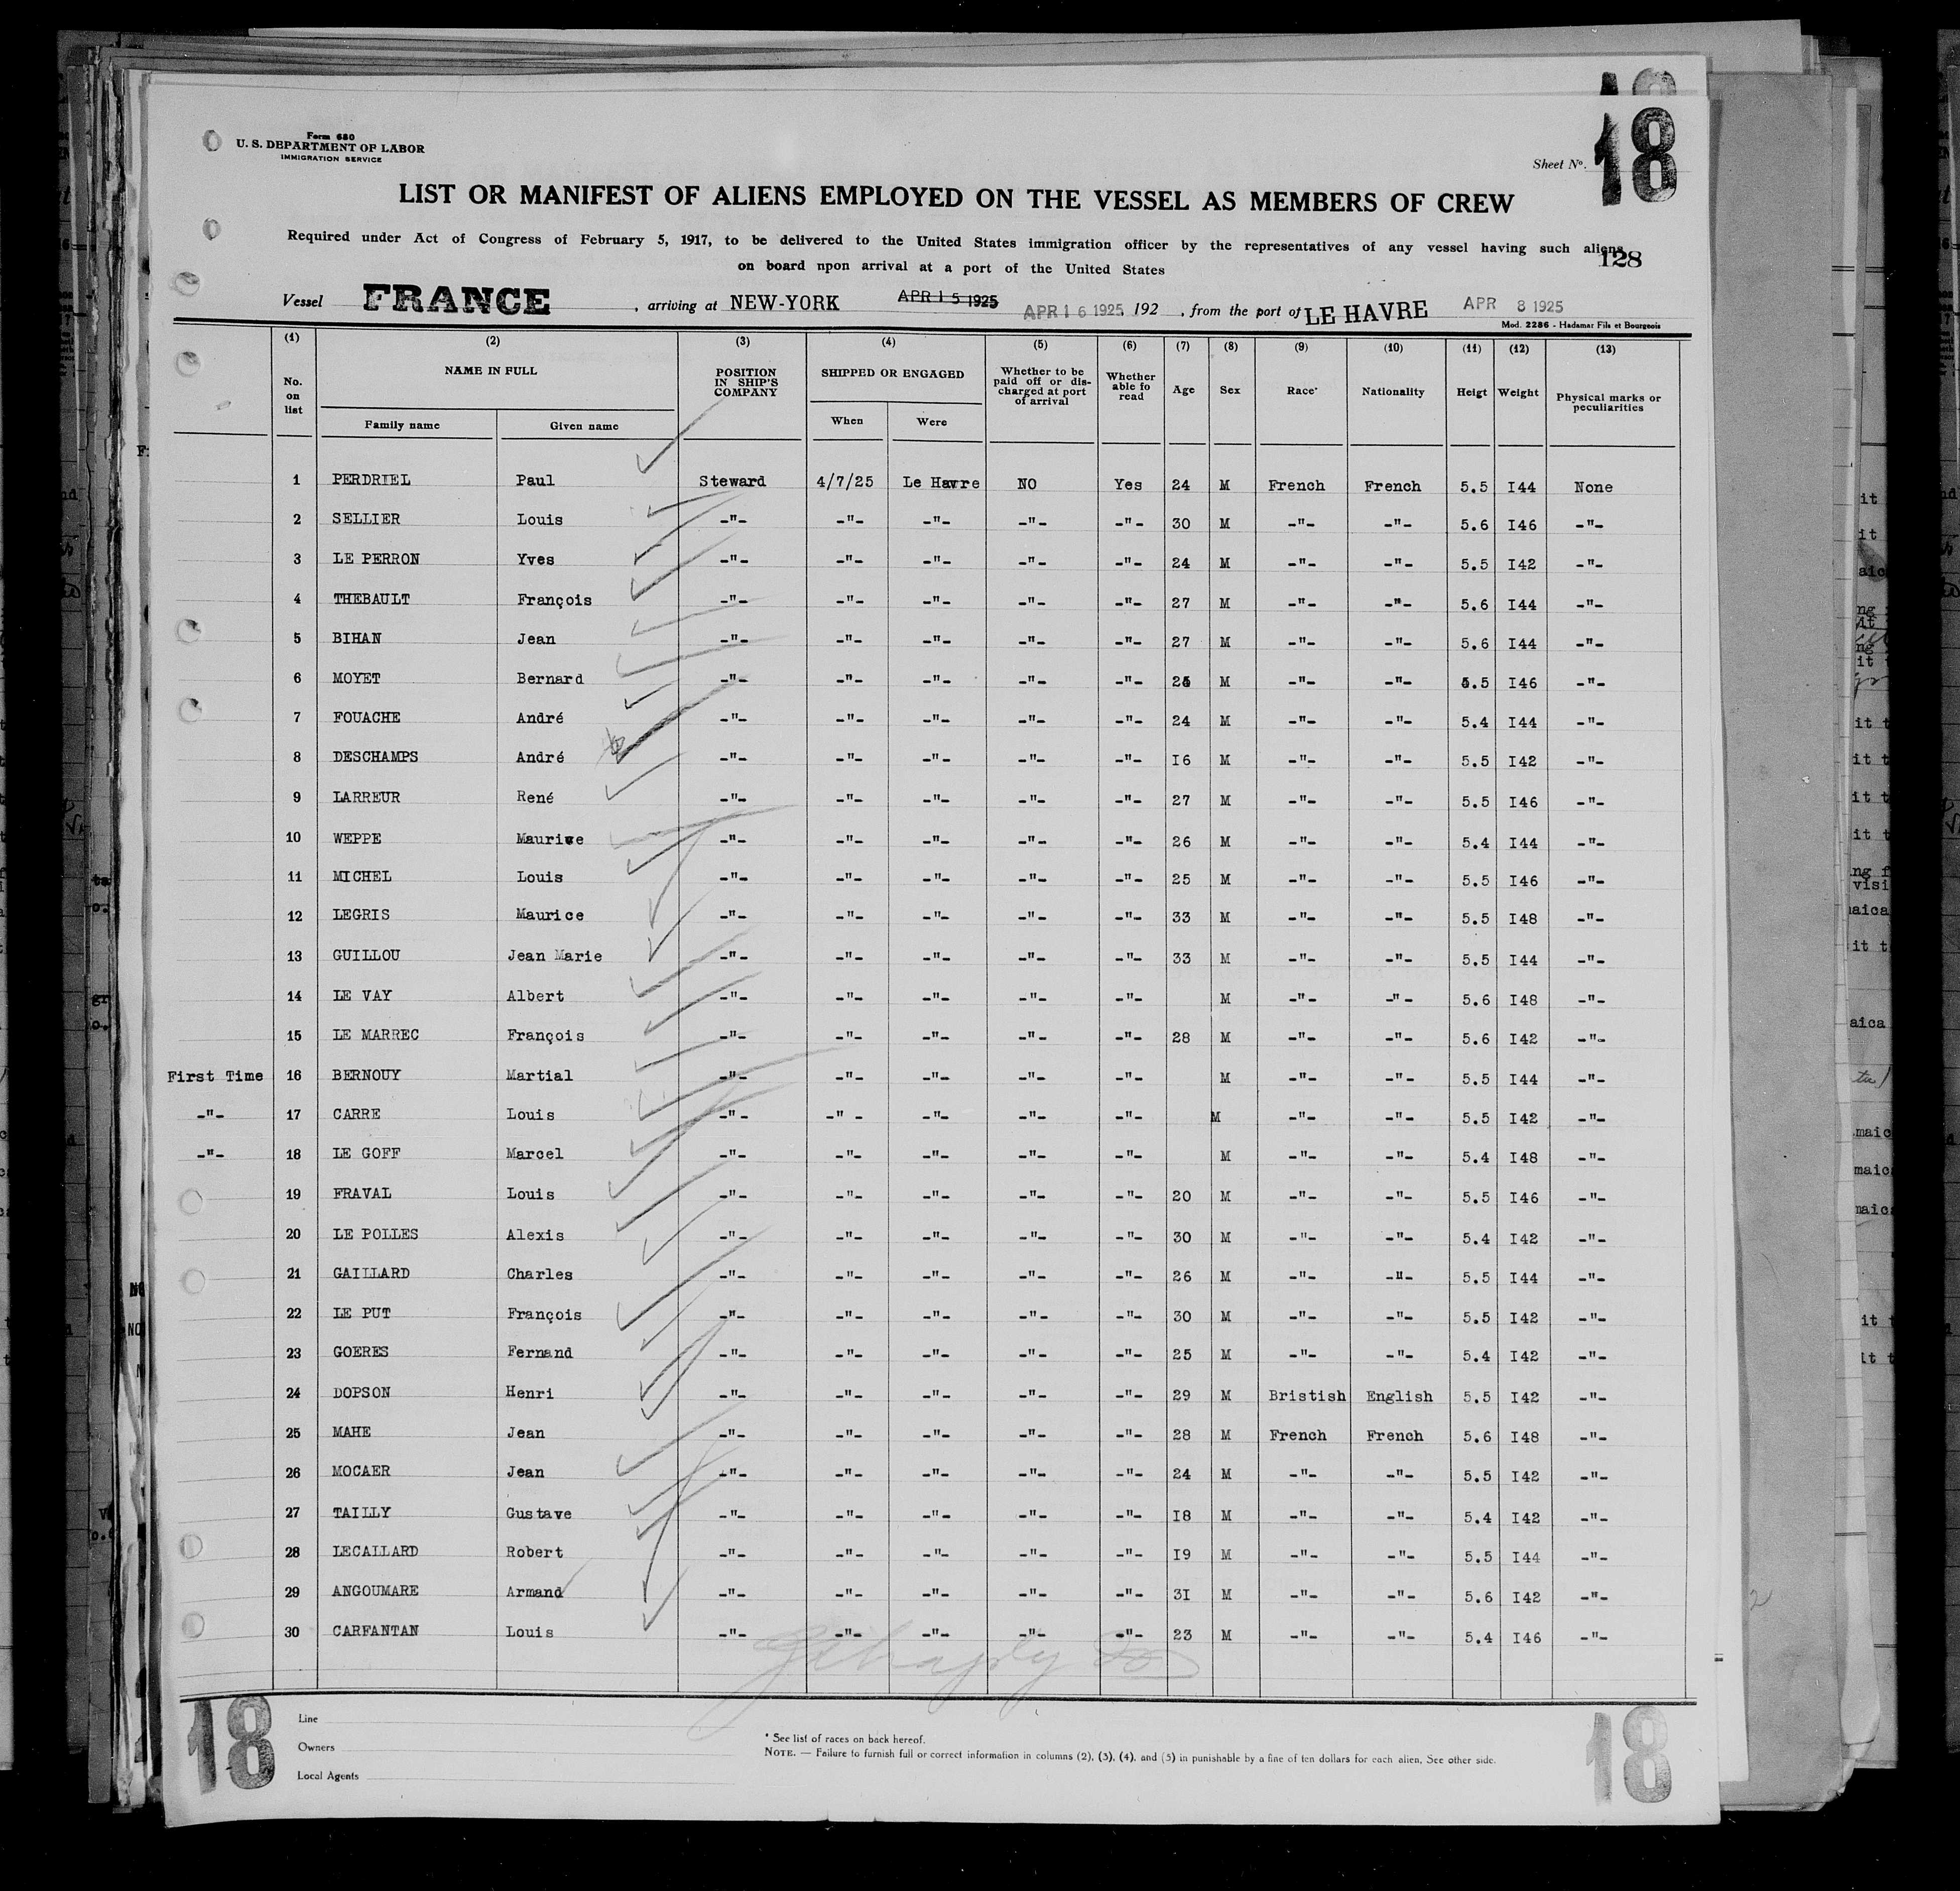 18
Form 680
U. S. DEPARTMENT OF LABOR
IMMIGRATION SERVICE
Sheet Nº. 18
LIST OR MANIFEST OF ALIENS EMPLOYED ON THE VESSEL AS MEMBERS OF CREW
Required under Act of Congress of February 5, 1917, to be delivered to the United States immigration officer by the representatives of any vessel having such aliens
128
on board npon arrival at a port of the United States
Vessel FRANCE , arriving at NEW-YORK APR 15 1925 APR 16 1925, 192 , from the port of LE HAVRE APR 8 1925
Mod. 2286 - Hadamar Fils et Bourgeois
(1) (2) (3) (4) (5) (6) (7) (8) (9) (10) (11) (12) (13)
No. on list NAME IN FULL POSITION IN SHIP'S COMPANY SHIPPED OR ENGAGED Whether to be paid off or dis-charged at port of arrival Whether able fo read Age Sex Race* Nationality Heigt Weight Physical marks or peculiarities
Family name Given name When Were
1 PERDRIEL Paul Steward 4/7/25 Le Havre NO Yes 24 M French French 5.5 I44 None
2 SELLIER Louis -"- -"- -"- -"- -"- 30 M -"- -"- 5.6 I46 -"-
3 LE PERRON Yves -"- -"- -"- -"- -"- 24 M -"- -"- 5.5 I42 -"-
4 THEBAULT François -"- -"- -"- -"- -"- 27 M -"- -"- 5.6 I44 -"-
5 BIHAN Jean -"- -"- -"- -"- -"- 27 M -"- -"- 5.6 I44 -"-
6 MOYET Bernard -"- -"- -"- -"- -"- M -"- -"- 5.5 I46 -"-
7 FOUACHE André -"- -"- -"- -"- -"- 24 M -"- -"- 5.4 I44 -"-
8 DESCHAMPS André -"- -"- -"- -"- -"- I6 M -"- -"- 5.5 I42 -"-
9 LARREUR René -"- -"- -"- -"- -"- 27 M -"- -"- 5.5 I46 -"-
10 WEPPE Maurice -"- -"- -"- -"- -"- 26 M -"- -"- 5.4 I44 -"-
11 MICHEL Louis -"- -"- -"- -"- -"- 25 M -"- -"- 5.5 I46 -"-
12 LEGRIS Maurice -"- -"- -"- -"- -"- 33 M -"- -"- 5.5 I48 -"-
13 GUILLOU Jean Marie -"- -"- -"- -"- -"- 33 M -"- -"- 5.5 I44 -"-
14 LE VAY Albert -"- -"- -"- -"- -"- M -"- -"- 5.6 I48 -"-
15 LE MARREC François -"- -"- -"- -"- -"- 28 M -"- -"- 5.6 I42 -"-
First Time 16 BERNOUY Martial -"- -"- -"- -"- -"- M -"- -"- 5.5 I44 -"-
-"- 17 CARRE Louis -"- -"- -"- -"- -"- M -"- -"- 5.5 I42 -"-
-"- 18 LE GOFF Marcel -"- -"- -"- -"- -"- M -"- -"- 5.4 I48 -"-
19 FRAVAL Louis -"- -"- -"- -"- -"- 20 M -"- -"- 5.5 I46 -"-
20 LE POLLES Alexis -"- -"- -"- -"- -"- 30 M -"- -"- 5.4 I42 -"-
21 GAILLARD Charles -"- -"- -"- -"- -"- 26 M -"- -"- 5.5 I44 -"-
22 LE PUT François -"- -"- -"- -"- -"- 30 M -"- -"- 5.5 I42 -"-
23 GOERES Fernand -"- -"- -"- -"- -"- 25 M -"- -"- 5.4 I42 -"-
24 DOPSON Henri -"- -"- -"- -"- -"- 29 M Bristish English 5.5 I42 -"-
25 MAHE Jean -"- -"- -"- -"- -"- 28 M French French 5.6 I48 -"-
26 MOCAER Jean -"- -"- -"- -"- -"- 24 M -"- -"- 5.5 I42 -"-
27 TAILLY Gustave -"- -"- -"- -"- -"- I8 M -"- -"- 5.4 I42 -"-
28 LECAILLARD Robert -"- -"- -"- -"- -"- I9 M -"- -"- 5.5 I44 -"-
29 ANGOUMARE Armand -"- -"- -"- -"- -"- 3I M -"- -"- 5.6 I42 -"-
30 CARFANTAN Louis -"- -"- -"- -"- -"- 23 M -"- -"- 5.4 I46 -"-
18
Line
Owners
Local Agents
* See list of races on back hereof.
NOTE. — Failure to furnish full or correct information in columns (2), (3), (4), and (5) in punishable by a fine of ten dollars for each alien, See other side.
18